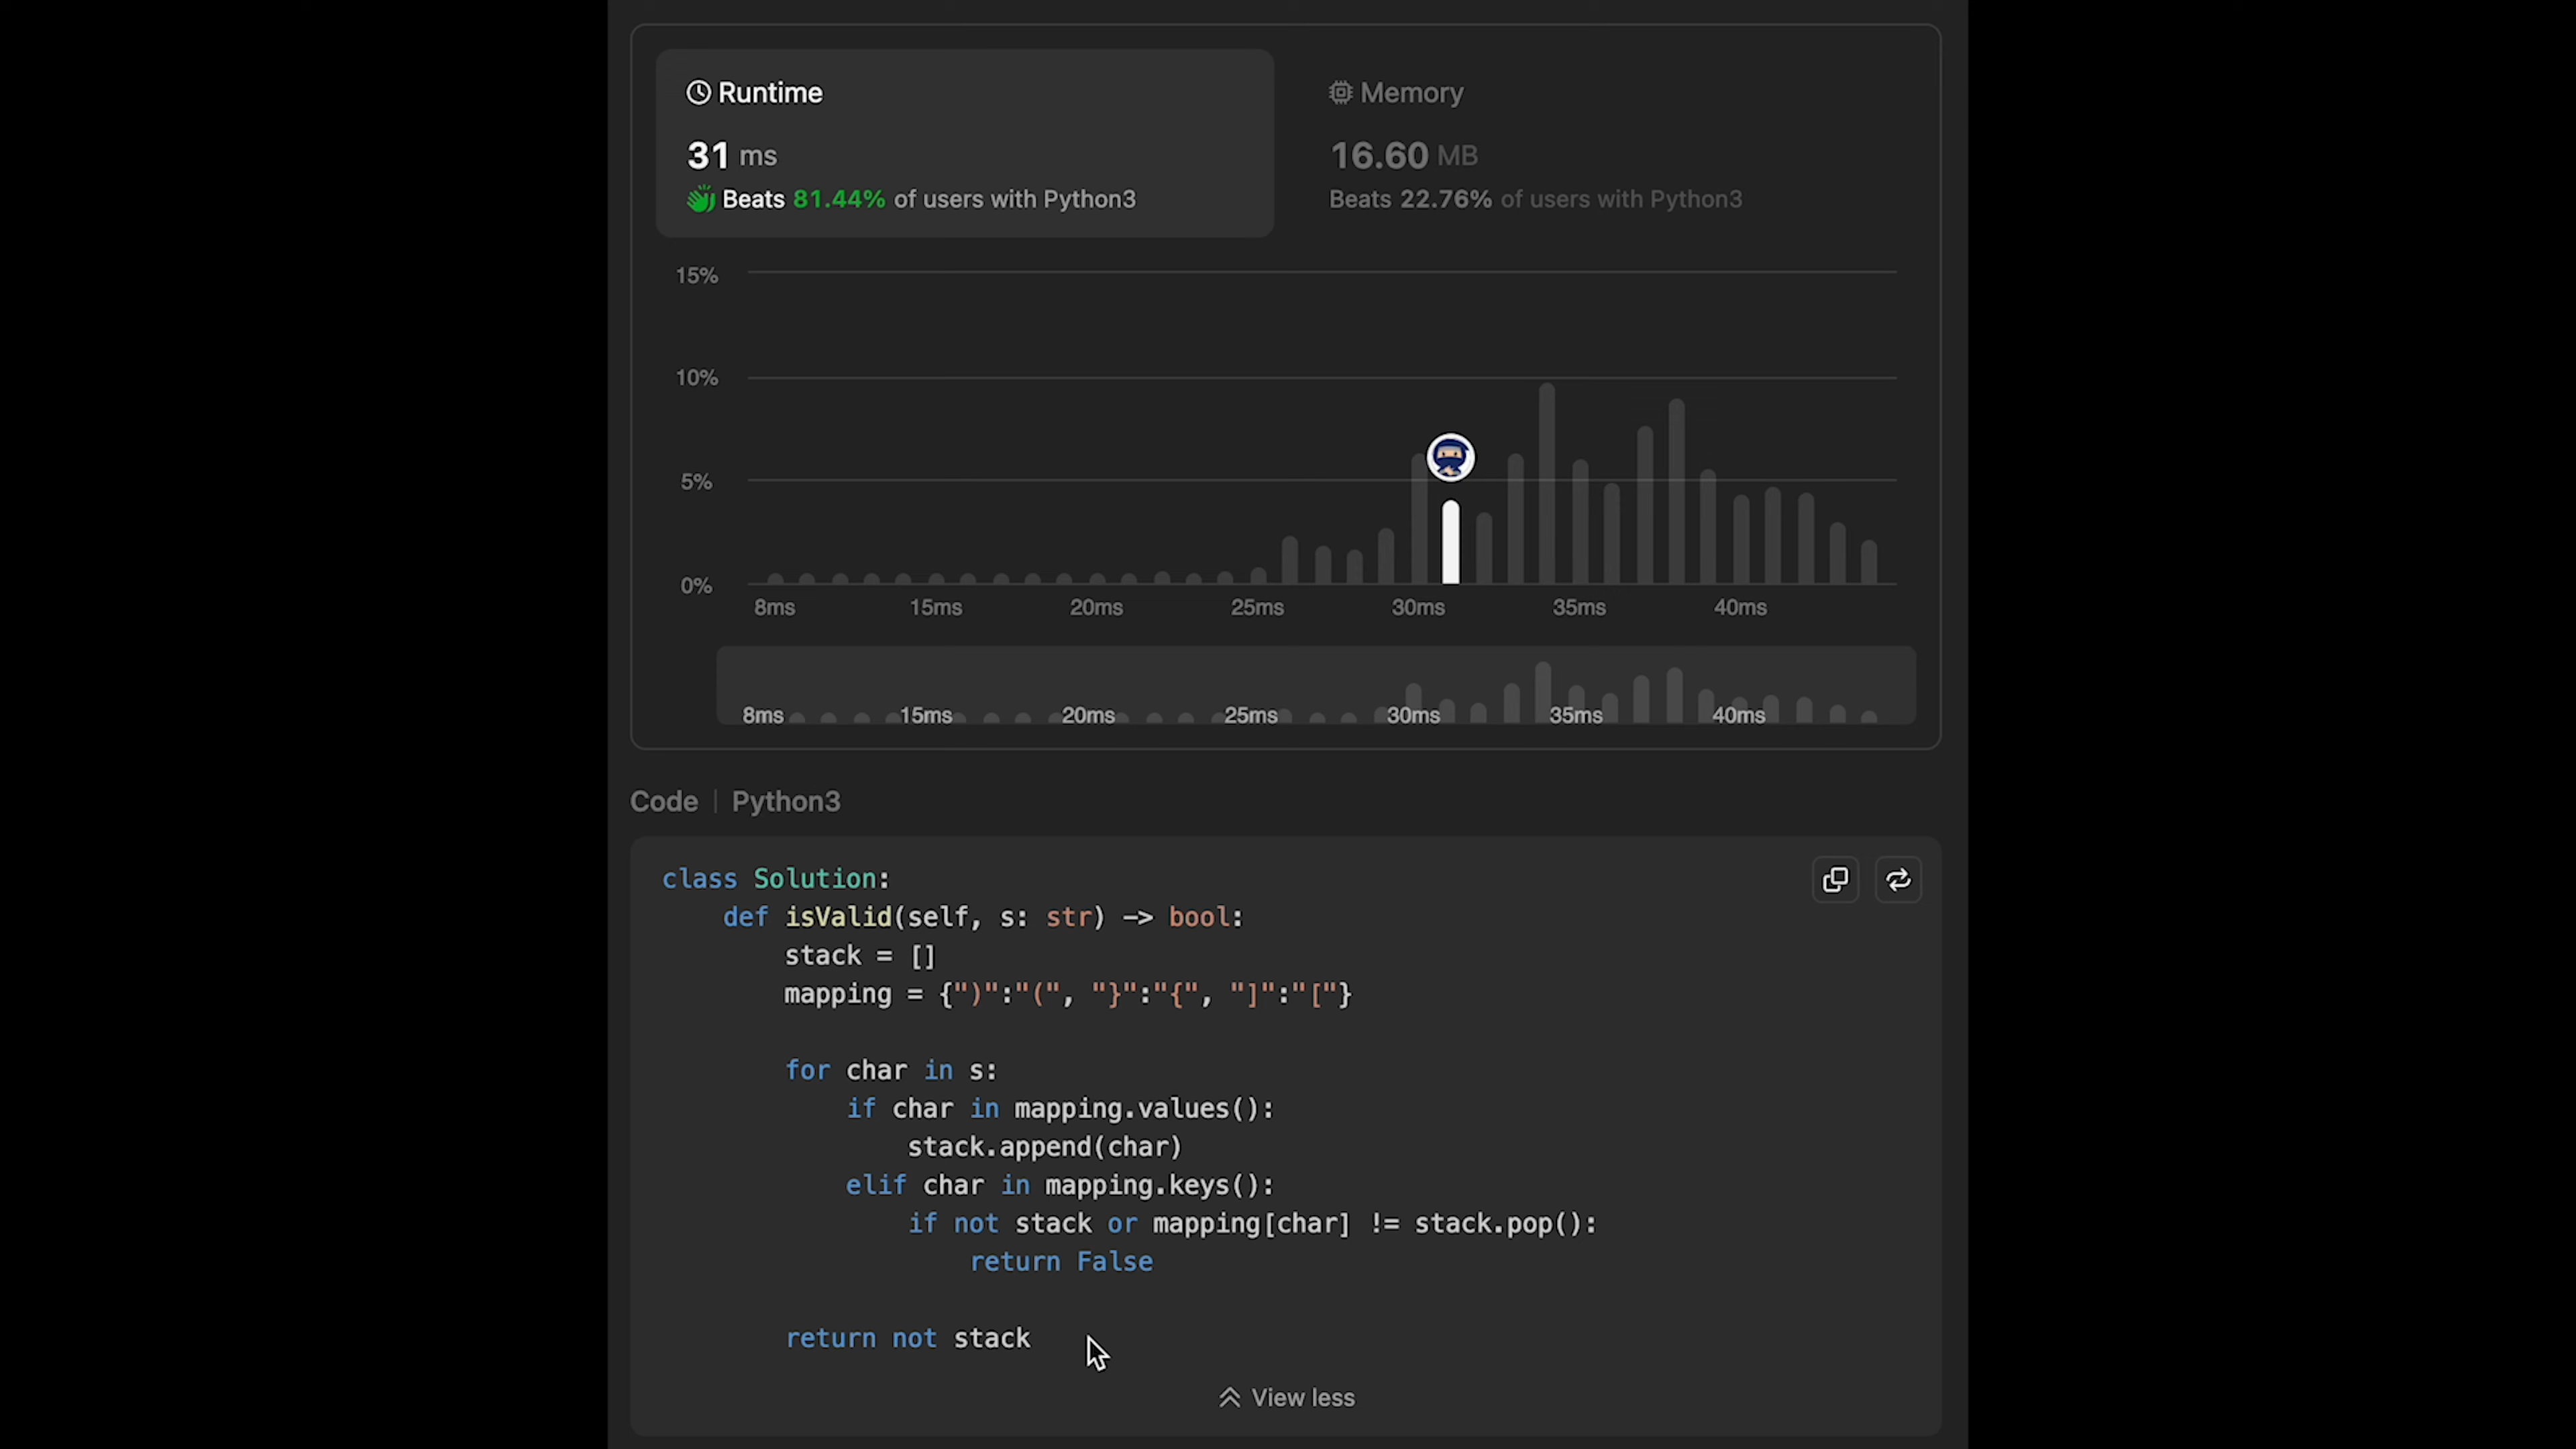 Runtime
31 ms
Beats 81.44% of users with Python3
Memory
16.60 MB
Beats 22.76% of users with Python3
15%
10%
5%
0%
8ms 15ms 20ms 25ms 30ms 35ms 40ms
8ms 15ms 20ms 25ms 30ms 35ms 40ms
Code | Python3
class Solution:
    def isValid(self, s: str) -> bool:
        stack = []
        mapping = {")":"(", "}":"{", "]":"["}
        for char in s:
            if char in mapping.values():
                stack.append(char)
            elif char in mapping.keys():
                if not stack or mapping[char] != stack.pop():
                    return False
        return not stack
View less